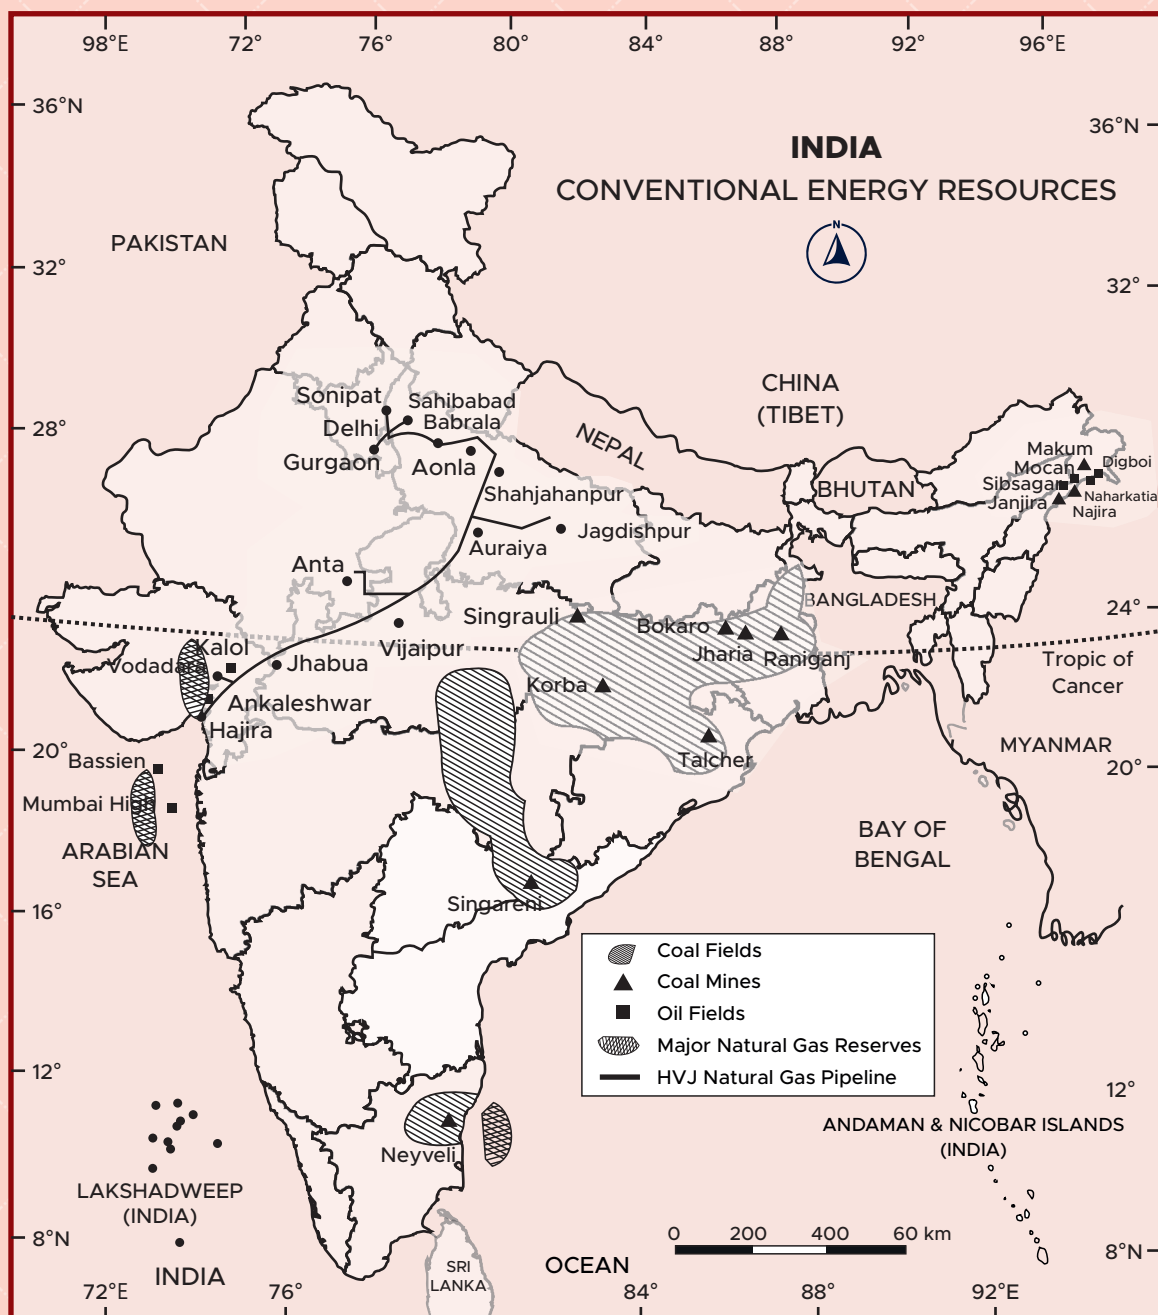 98°E 72° 76° 80° 84° 88° 92° 96°E
36°N
36°N
INDIA
CONVENTIONAL ENERGY RESOURCES
N
PAKISTAN
32°
32°
CHINA
(TIBET)
Sonipat
Sahibabad
Delhi
Babrala
28°
NEPAL
Gurgaon
Aonla
Shahjahanpur
BHUTAN
Makum
Mocan
Digboi
Sibsagar
Janjira
Naharkatia
Najira
Auraiya
Jagdishpur
Anta
Singrauli
Bokaro
BANGLADESH
24°
Kalol
Vijaipur
Jharia
Raniganj
Vodadara
Jhabua
Korba
Tropic of
Cancer
Ankaleshwar
Hajira
20°
Bassien
Talcher
MYANMAR
20°
Mumbai High
ARABIAN
SEA
BAY OF
BENGAL
16°
Singareni
Coal Fields
Coal Mines
Oil Fields
Major Natural Gas Reserves
HVJ Natural Gas Pipeline
12°
12°
ANDAMAN & NICOBAR ISLANDS
(INDIA)
Neyveli
LAKSHADWEEP
(INDIA)
8°N
0 200 400 60 km
8°N
INDIA
OCEAN
SRI
LANKA
72°E 76° 84° 88° 92°E